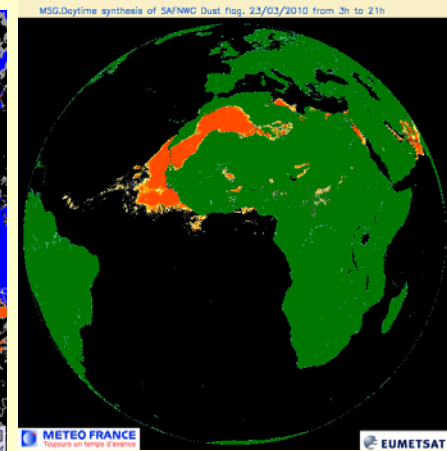 MSG.Daytime synthesis of SAFNWC Dust flag. 23/03/2010 from 3h to 21h
METEO FRANCE
Toujours un temps d'avance
EUMETSAT